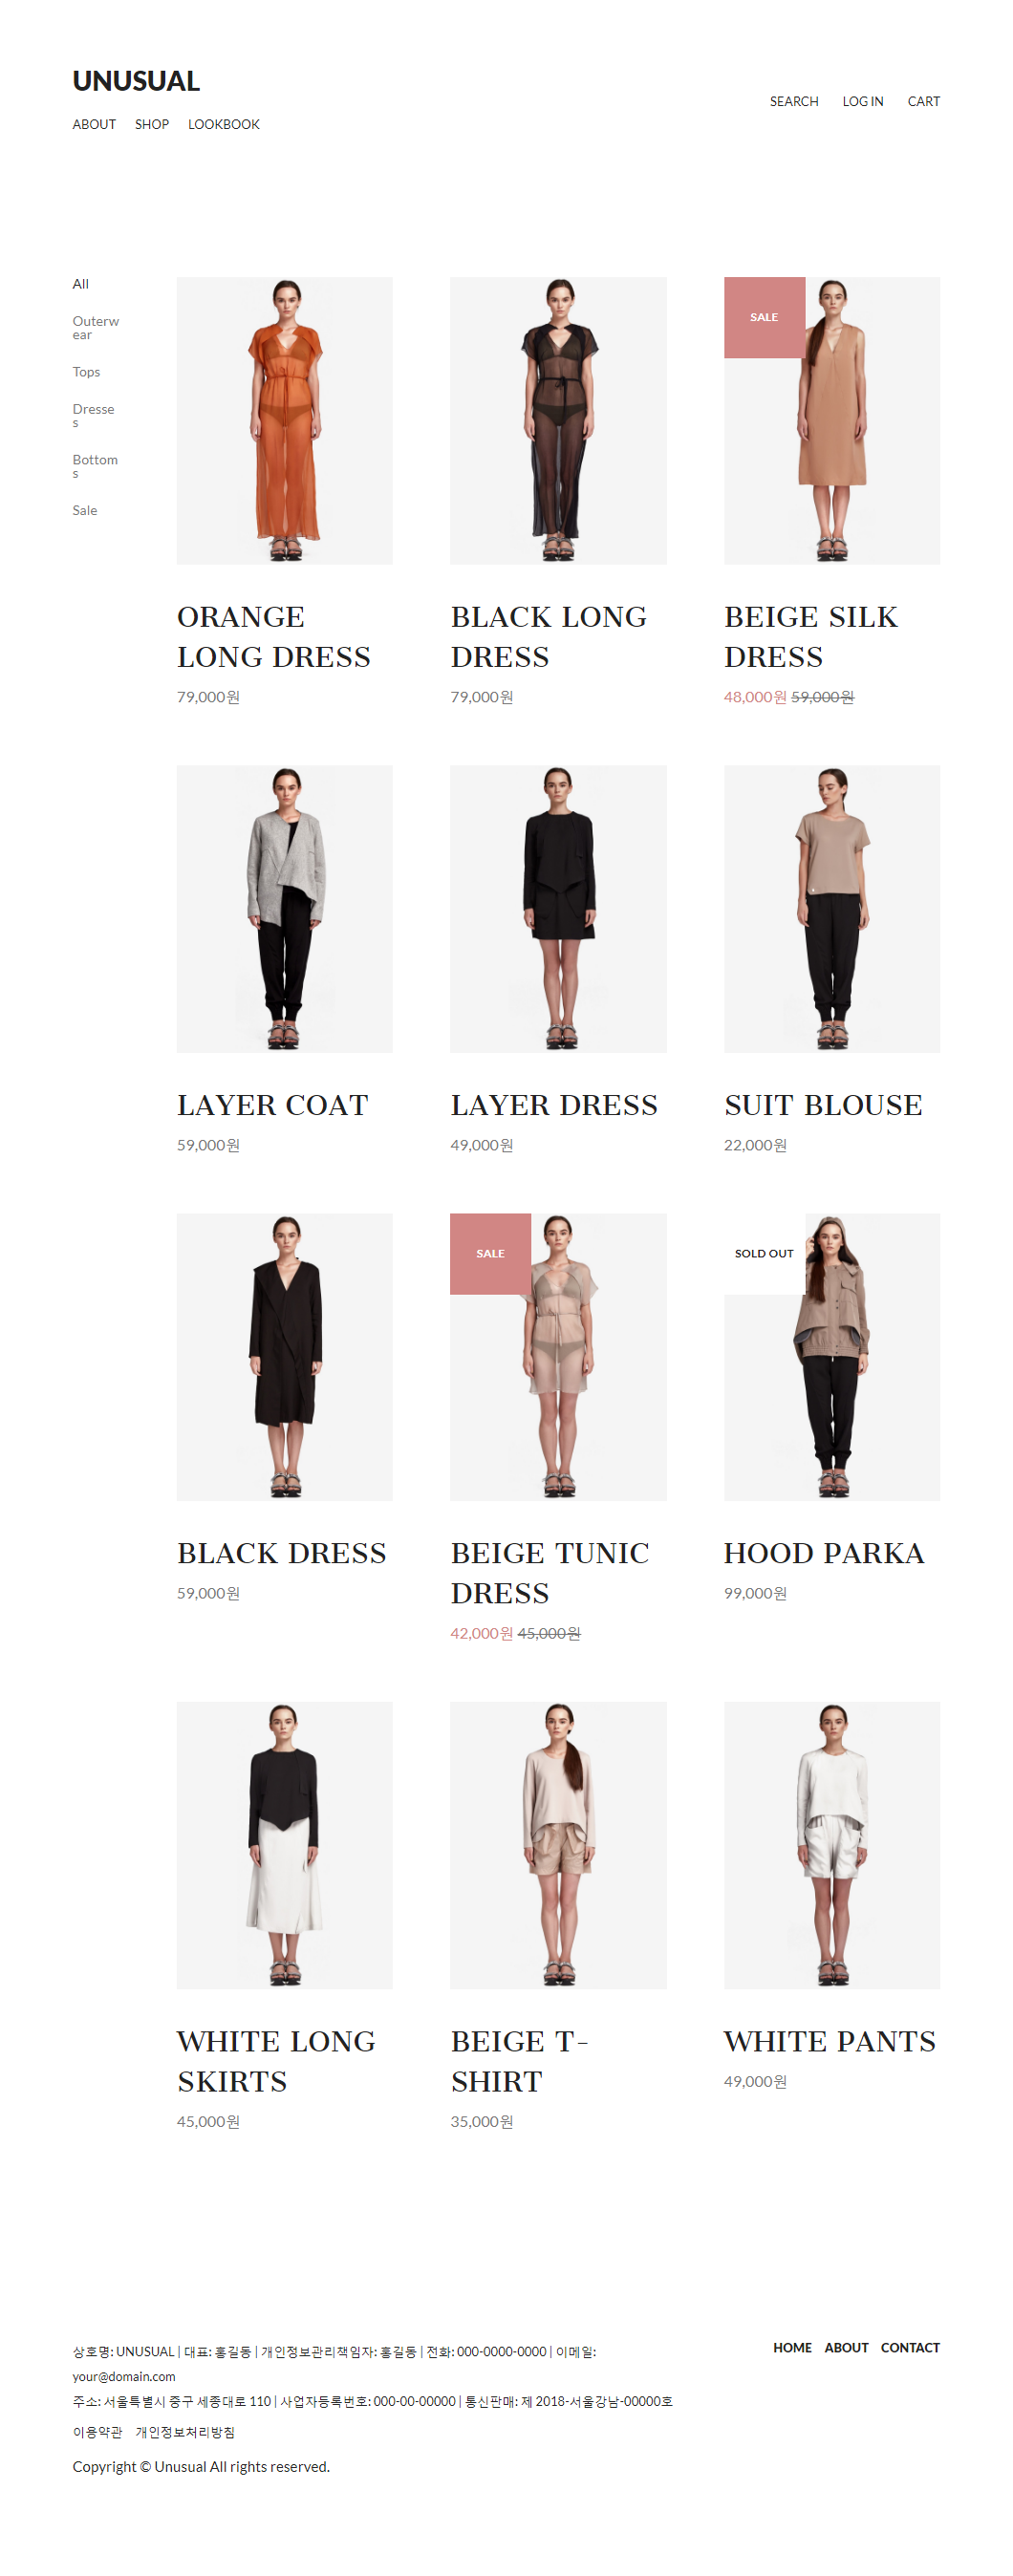 UNUSUAL
ABOUT SHOP LOOKBOOK
SEARCH LOG IN CART
All
Outerw
ear
Tops
Dresse
s
Bottom
s
Sale
SALE
ORANGE
LONG DRESS
79,000원
BLACK LONG
DRESS
79,000원
BEIGE SILK
DRESS
48,000원 59,000원
LAYER COAT
59,000원
LAYER DRESS
49,000원
SUIT BLOUSE
22,000원
SALE
SOLD OUT
BLACK DRESS
59,000원
BEIGE TUNIC
DRESS
42,000원 45,000원
HOOD PARKA
99,000원
WHITE LONG
SKIRTS
45,000원
BEIGE T-
SHIRT
35,000원
WHITE PANTS
49,000원
상호명: UNUSUAL | 대표: 홍길동 | 개인정보관리책임자: 홍길동 | 전화: 000-0000-0000 | 이메일:
your@domain.com
주소: 서울특별시 중구 세종대로 110 | 사업자등록번호: 000-00-00000 | 통신판매: 제 2018-서울강남-00000호
이용약관 개인정보처리방침
Copyright © Unusual All rights reserved.
HOME ABOUT CONTACT